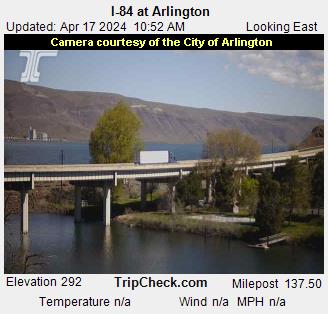 I-84 at Arlington
Updated: Apr 17 2024 10:52 AM Looking East
Camera courtesy of the City of Arlington
Elevation 292 TripCheck.com Milepost 137.50
Temperature n/a Wind n/a MPH n/a